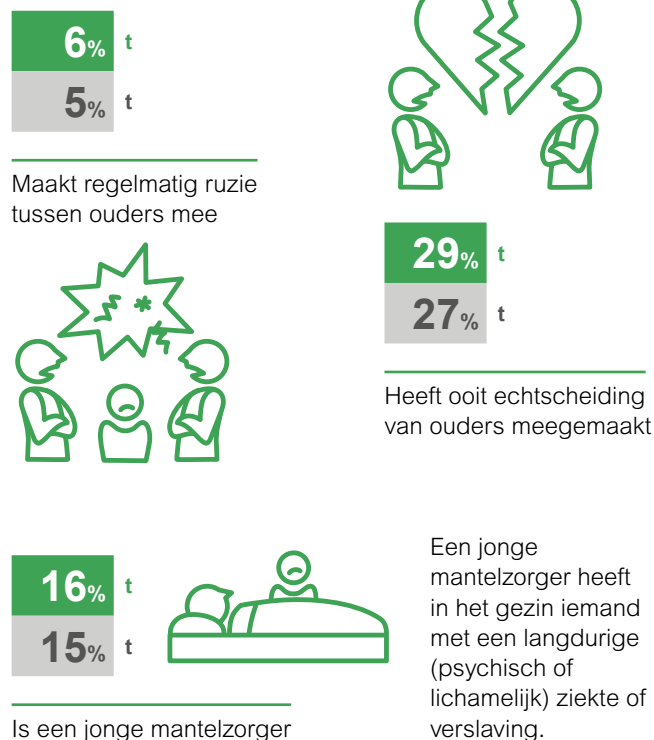 6% t
5% t
Maakt regelmatig ruzie
tussen ouders mee
29% t
27% t
Heeft ooit echtscheiding
van ouders meegemaakt
16% t
15% t
Is een jonge mantelzorger
Een jonge
mantelzorger heeft
in het gezin iemand
met een langdurige
(psychisch of
lichamelijk) ziekte of
verslaving.